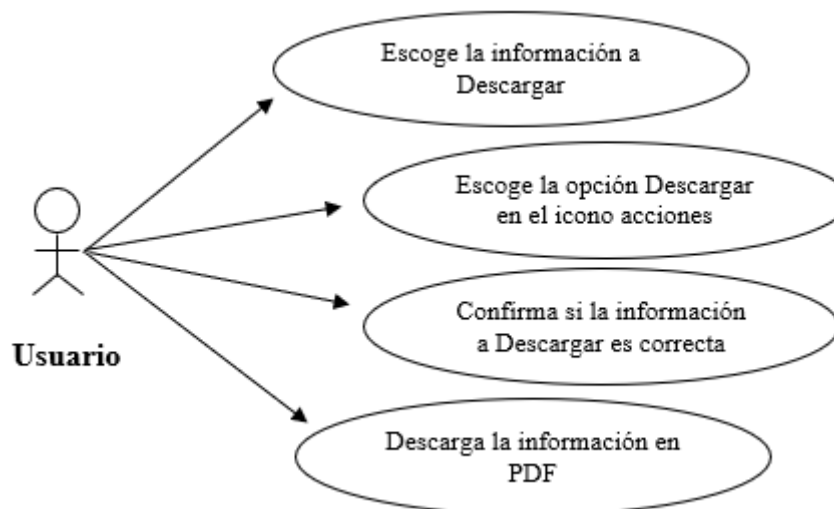 Escoge la información a
Descargar
Escoge la opción Descargar
en el icono acciones
Confirma si la información
a Descargar es correcta
Usuario
Descarga la información en
PDF